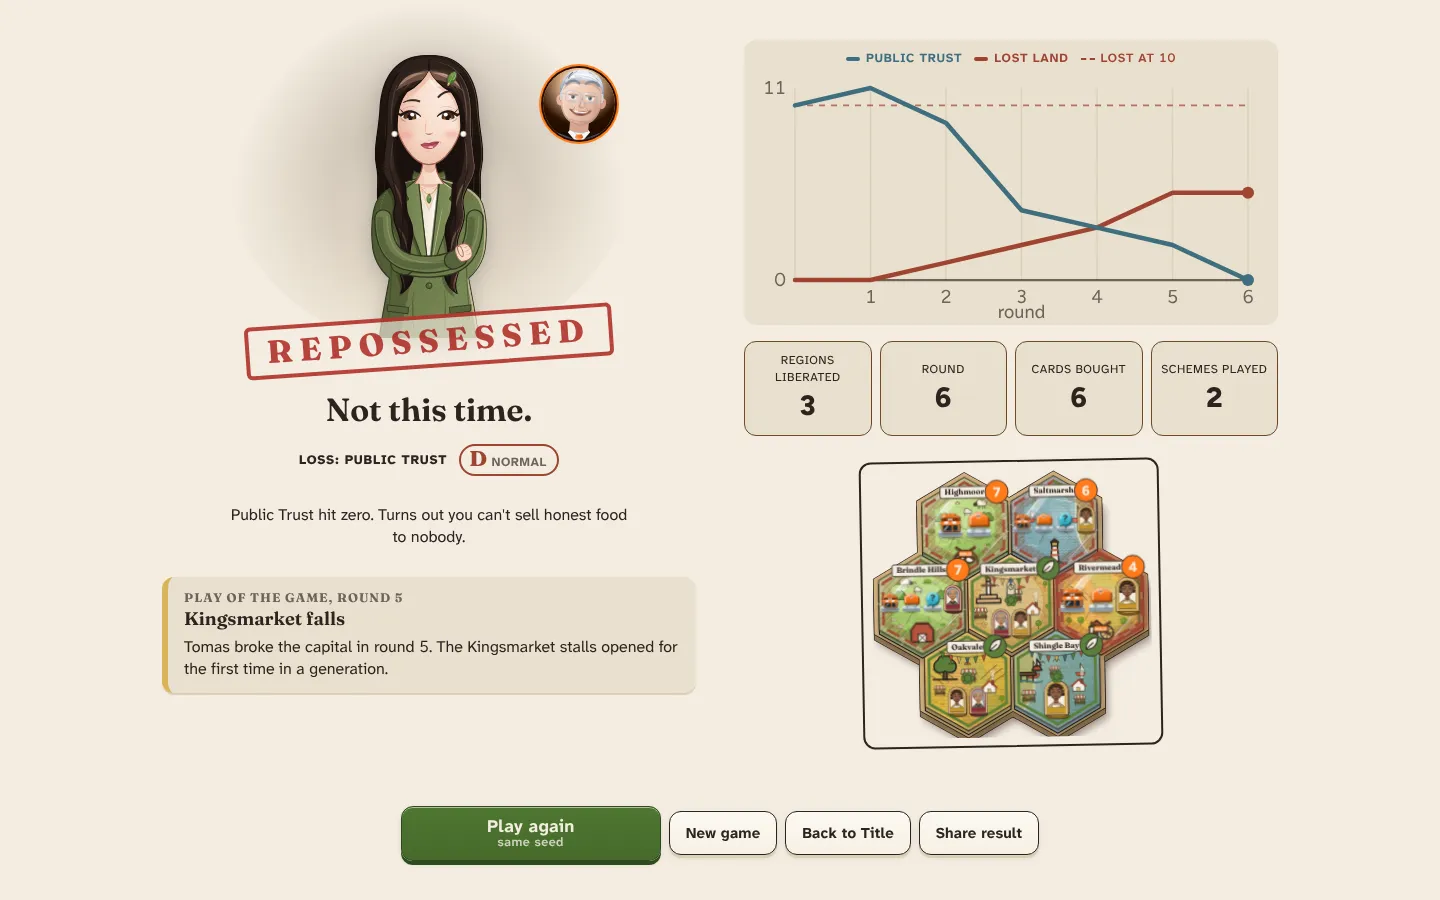 REPOSSESSED
Not this time.
LOSS: PUBLIC TRUST
D NORMAL
Public Trust hit zero. Turns out you can't sell honest food
to nobody.
PLAY OF THE GAME, ROUND 5
Kingsmarket falls
Tomas broke the capital in round 5. The Kingsmarket stalls opened for
the first time in a generation.
PUBLIC TRUST LOST LAND LOST AT 10
11
0
1 2 3 4 5 6
round
REGIONS
LIBERATED
3
ROUND
6
CARDS BOUGHT
6
SCHEMES PLAYED
2
Highmoor 7
Saltmarsh 6
Brindle Hills 7
Kingsmarket
Rivermead 4
Oakvale
Shingle Bay
Play again
same seed
New game
Back to Title
Share result